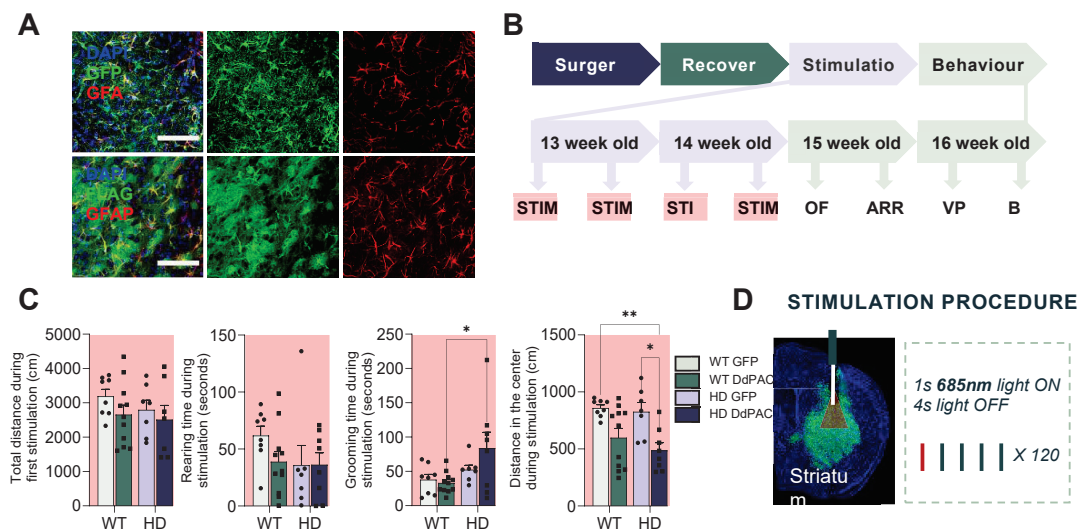 A
DAPI
GFP
GFA
DAPI
FLAG
GFAP
B
Surger
Recover
Stimulatio
Behaviour
13 week old
14 week old
15 week old
16 week old
STIM
STIM
STI
STIM
OF
ARR
VP
B
C
Total distance during
first stimulation (cm)
5000
4000
3000
2000
1000
0
WT
HD
Rearing time during
stimulation (seconds)
150
100
50
0
WT
HD
Grooming time during
stimulation (seconds)
250
200
150
100
50
0
*
WT
HD
Distance in the center
during stimulation (cm)
1500
1000
500
0
**
*
WT
HD
WT GFP
WT DdPAC
HD GFP
HD DdPAC
D
STIMULATION PROCEDURE
Striatu
m
1s 685nm light ON
4s light OFF
X 120